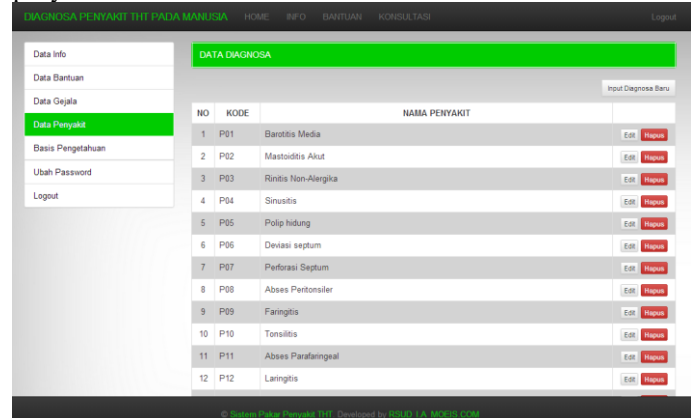 DIAGNOSA PENYAKIT THT PADA MANUSIA HOME INFO BANTUAN KONSULTASI Logout
Data Info
Data Bantuan
Data Gejala
Data Penyakit
Basis Pengetahuan
Ubah Password
Logout
DATA DIAGNOSA
Input Diagnosa Baru
NO KODE NAMA PENYAKIT
1 P01 Barotitis Media Edit Hapus
2 P02 Mastoiditis Akut Edit Hapus
3 P03 Rinitis Non-Alergika Edit Hapus
4 P04 Sinusitis Edit Hapus
5 P05 Polip hidung Edit Hapus
6 P06 Deviasi septum Edit Hapus
7 P07 Perforasi Septum Edit Hapus
8 P08 Abses Peritonsiler Edit Hapus
9 P09 Faringitis Edit Hapus
10 P10 Tonsilitis Edit Hapus
11 P11 Abses Parafaringeal Edit Hapus
12 P12 Laringitis Edit Hapus
© Sistem Pakar Penyakit THT Developed by RSUD I.A MOEIS.COM